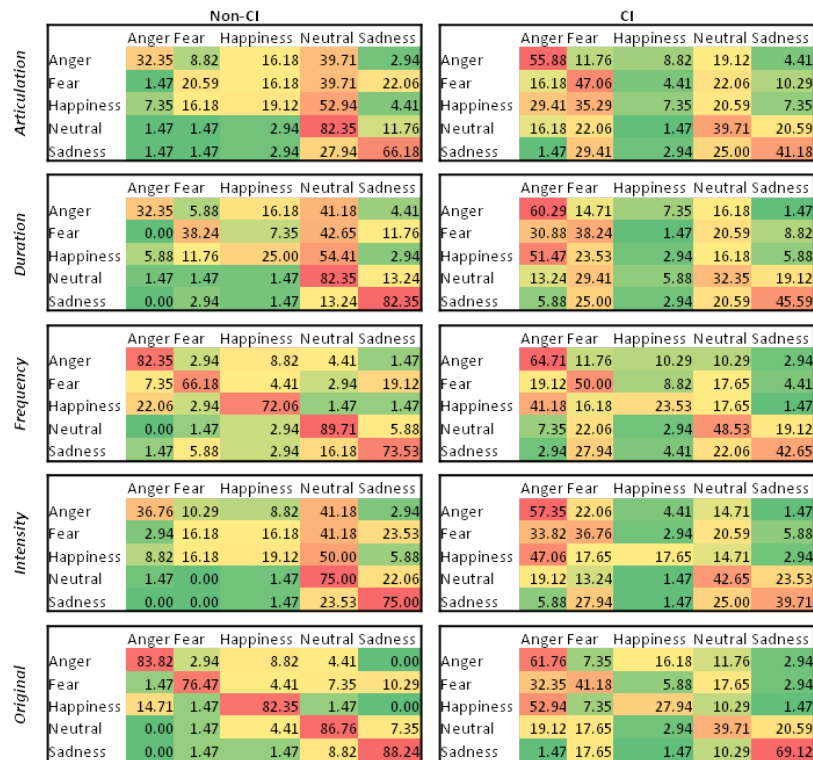 Non-CI CI
Anger Fear Happiness Neutral Sadness Anger Fear Happiness Neutral Sadness
Articulation
Anger 32.35 8.82 16.18 39.71 2.94 Anger 55.88 11.76 8.82 19.12 4.41
Fear 1.47 20.59 16.18 39.71 22.06 Fear 16.18 47.06 4.41 22.06 10.29
Happiness 7.35 16.18 19.12 52.94 4.41 Happiness 29.41 35.29 7.35 20.59 7.35
Neutral 1.47 1.47 2.94 82.35 11.76 Neutral 16.18 22.06 1.47 39.71 20.59
Sadness 1.47 1.47 2.94 27.94 66.18 Sadness 1.47 29.41 2.94 25.00 41.18
Anger Fear Happiness Neutral Sadness Anger Fear Happiness Neutral Sadness
Duration
Anger 32.35 5.88 16.18 41.18 4.41 Anger 60.29 14.71 7.35 16.18 1.47
Fear 0.00 38.24 7.35 42.65 11.76 Fear 30.88 38.24 1.47 20.59 8.82
Happiness 5.88 11.76 25.00 54.41 2.94 Happiness 51.47 23.53 2.94 16.18 5.88
Neutral 1.47 1.47 1.47 82.35 13.24 Neutral 13.24 29.41 5.88 32.35 19.12
Sadness 0.00 2.94 1.47 13.24 82.35 Sadness 5.88 25.00 2.94 20.59 45.59
Anger Fear Happiness Neutral Sadness Anger Fear Happiness Neutral Sadness
Frequency
Anger 82.35 2.94 8.82 4.41 1.47 Anger 64.71 11.76 10.29 10.29 2.94
Fear 7.35 66.18 4.41 2.94 19.12 Fear 19.12 50.00 8.82 17.65 4.41
Happiness 22.06 2.94 72.06 1.47 1.47 Happiness 41.18 16.18 23.53 17.65 1.47
Neutral 0.00 1.47 2.94 89.71 5.88 Neutral 7.35 22.06 2.94 48.53 19.12
Sadness 1.47 5.88 2.94 16.18 73.53 Sadness 2.94 27.94 4.41 22.06 42.65
Anger Fear Happiness Neutral Sadness Anger Fear Happiness Neutral Sadness
Intensity
Anger 36.76 10.29 8.82 41.18 2.94 Anger 57.35 22.06 4.41 14.71 1.47
Fear 2.94 16.18 16.18 41.18 23.53 Fear 33.82 36.76 2.94 20.59 5.88
Happiness 8.82 16.18 19.12 50.00 5.88 Happiness 47.06 17.65 17.65 14.71 2.94
Neutral 1.47 0.00 1.47 75.00 22.06 Neutral 19.12 13.24 1.47 42.65 23.53
Sadness 0.00 0.00 1.47 23.53 75.00 Sadness 5.88 27.94 1.47 25.00 39.71
Anger Fear Happiness Neutral Sadness Anger Fear Happiness Neutral Sadness
Original
Anger 83.82 2.94 8.82 4.41 0.00 Anger 61.76 7.35 16.18 11.76 2.94
Fear 1.47 76.47 4.41 7.35 10.29 Fear 32.35 41.18 5.88 17.65 2.94
Happiness 14.71 1.47 82.35 1.47 0.00 Happiness 52.94 7.35 27.94 10.29 1.47
Neutral 0.00 1.47 4.41 86.76 7.35 Neutral 19.12 17.65 2.94 39.71 20.59
Sadness 0.00 1.47 1.47 8.82 88.24 Sadness 1.47 17.65 1.47 10.29 69.12